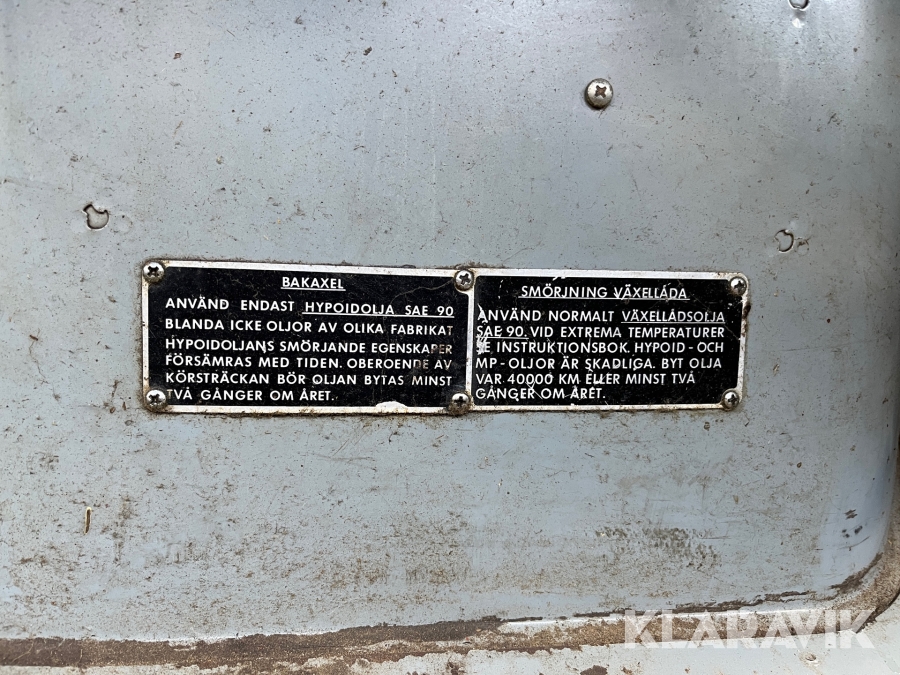 BAKAXEL
ANVÄND ENDAST HYPOIDOLJA SAE 90
BLANDA ICKE OLJOR AV OLIKA FABRIKAT
HYPOIDOLJANS SMÖRJANDE EGENSKAPER
FÖRSÄMRAS MED TIDEN. OBEROENDE AV
KÖRSTRÄCKAN BÖR OLJAN BYTAS MINST
TVÅ GÅNGER OM ÅRET.
SMÖRJNING VÄXELLÅDA
ANVÄND NORMALT VÄXELLÅDSOLJA
SAE 90. VID EXTREMA TEMPERATURER
SE INSTRUKTIONSBOK. HYPOID- OCH
MP-OLJOR ÄR SKADLIGA. BYT OLJA
VAR 40000 KM ELLER MINST TVÅ
GÅNGER OM ÅRET.
KLARAVIK